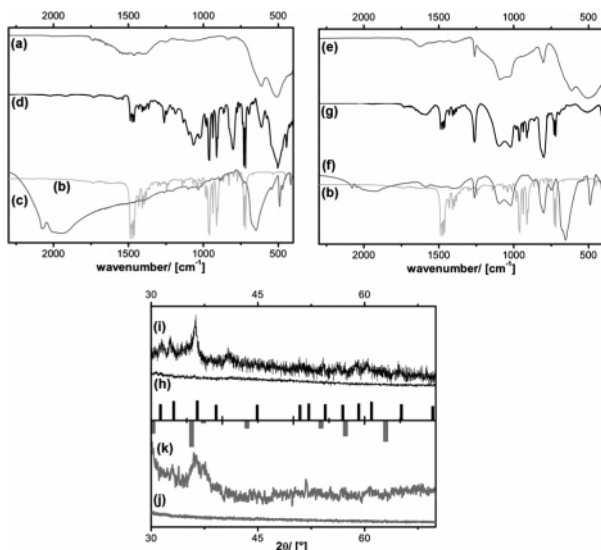 2000 1500 1000 500
(a)
(d)
(b)
(c)
2000 1500 1000 500
wavenumber/ [cm⁻¹]
2000 1500 1000 500
(e)
(g)
(f)
(b)
2000 1500 1000 500
wavenumber/ [cm⁻¹]
30 45 60
(i)
(h)
(k)
(j)
30 45 60
2θ/ [°]